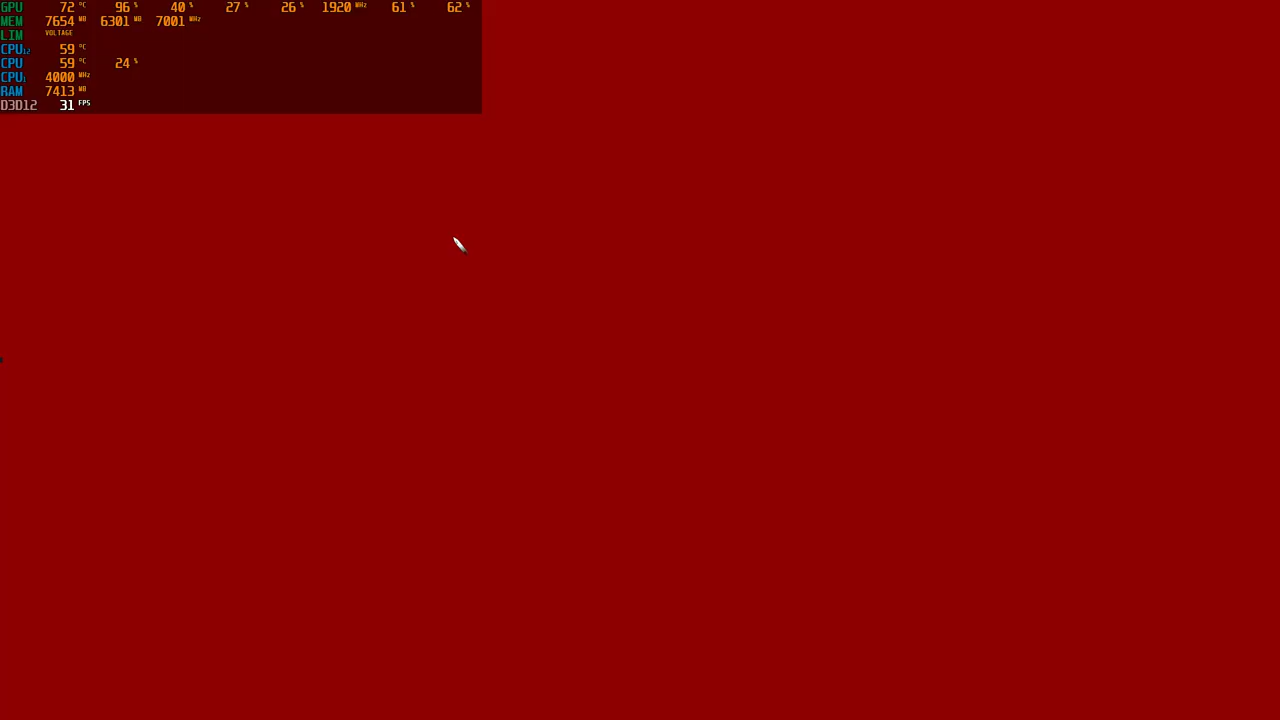 GPU 72 °C 96 % 40 % 27 % 26 % 1920 MHz 61 % 62 %
MEM 7654 MB 6301 MB 7001 MHz
LIM VOLTAGE
CPU12 59 °C
CPU 59 °C 24 %
CPU1 4000 MHz
RAM 7413 MB
D3D12 31 FPS